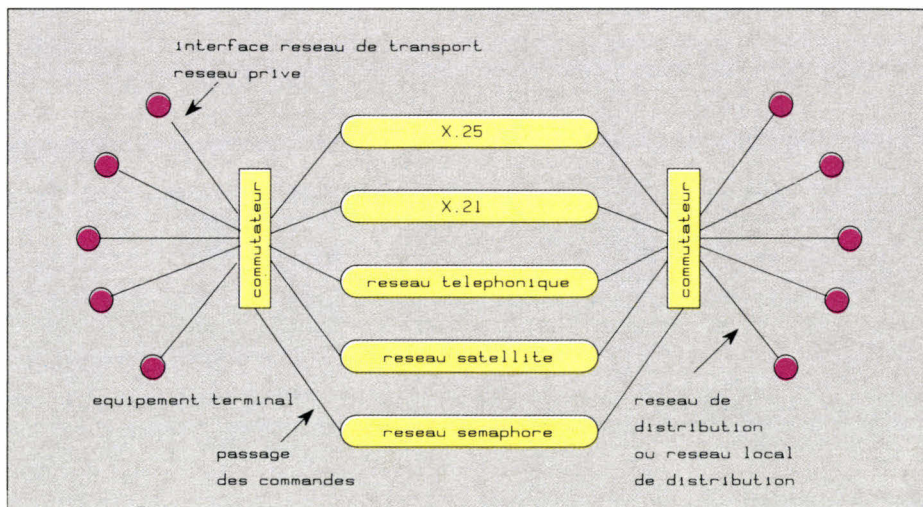 interface reseau de transport
reseau prive
X.25
X.21
commutateur
commutateur
reseau telephonique
reseau satellite
equipement terminal
reseau semaphore
passage
des commandes
reseau de
distribution
ou reseau local
de distribution